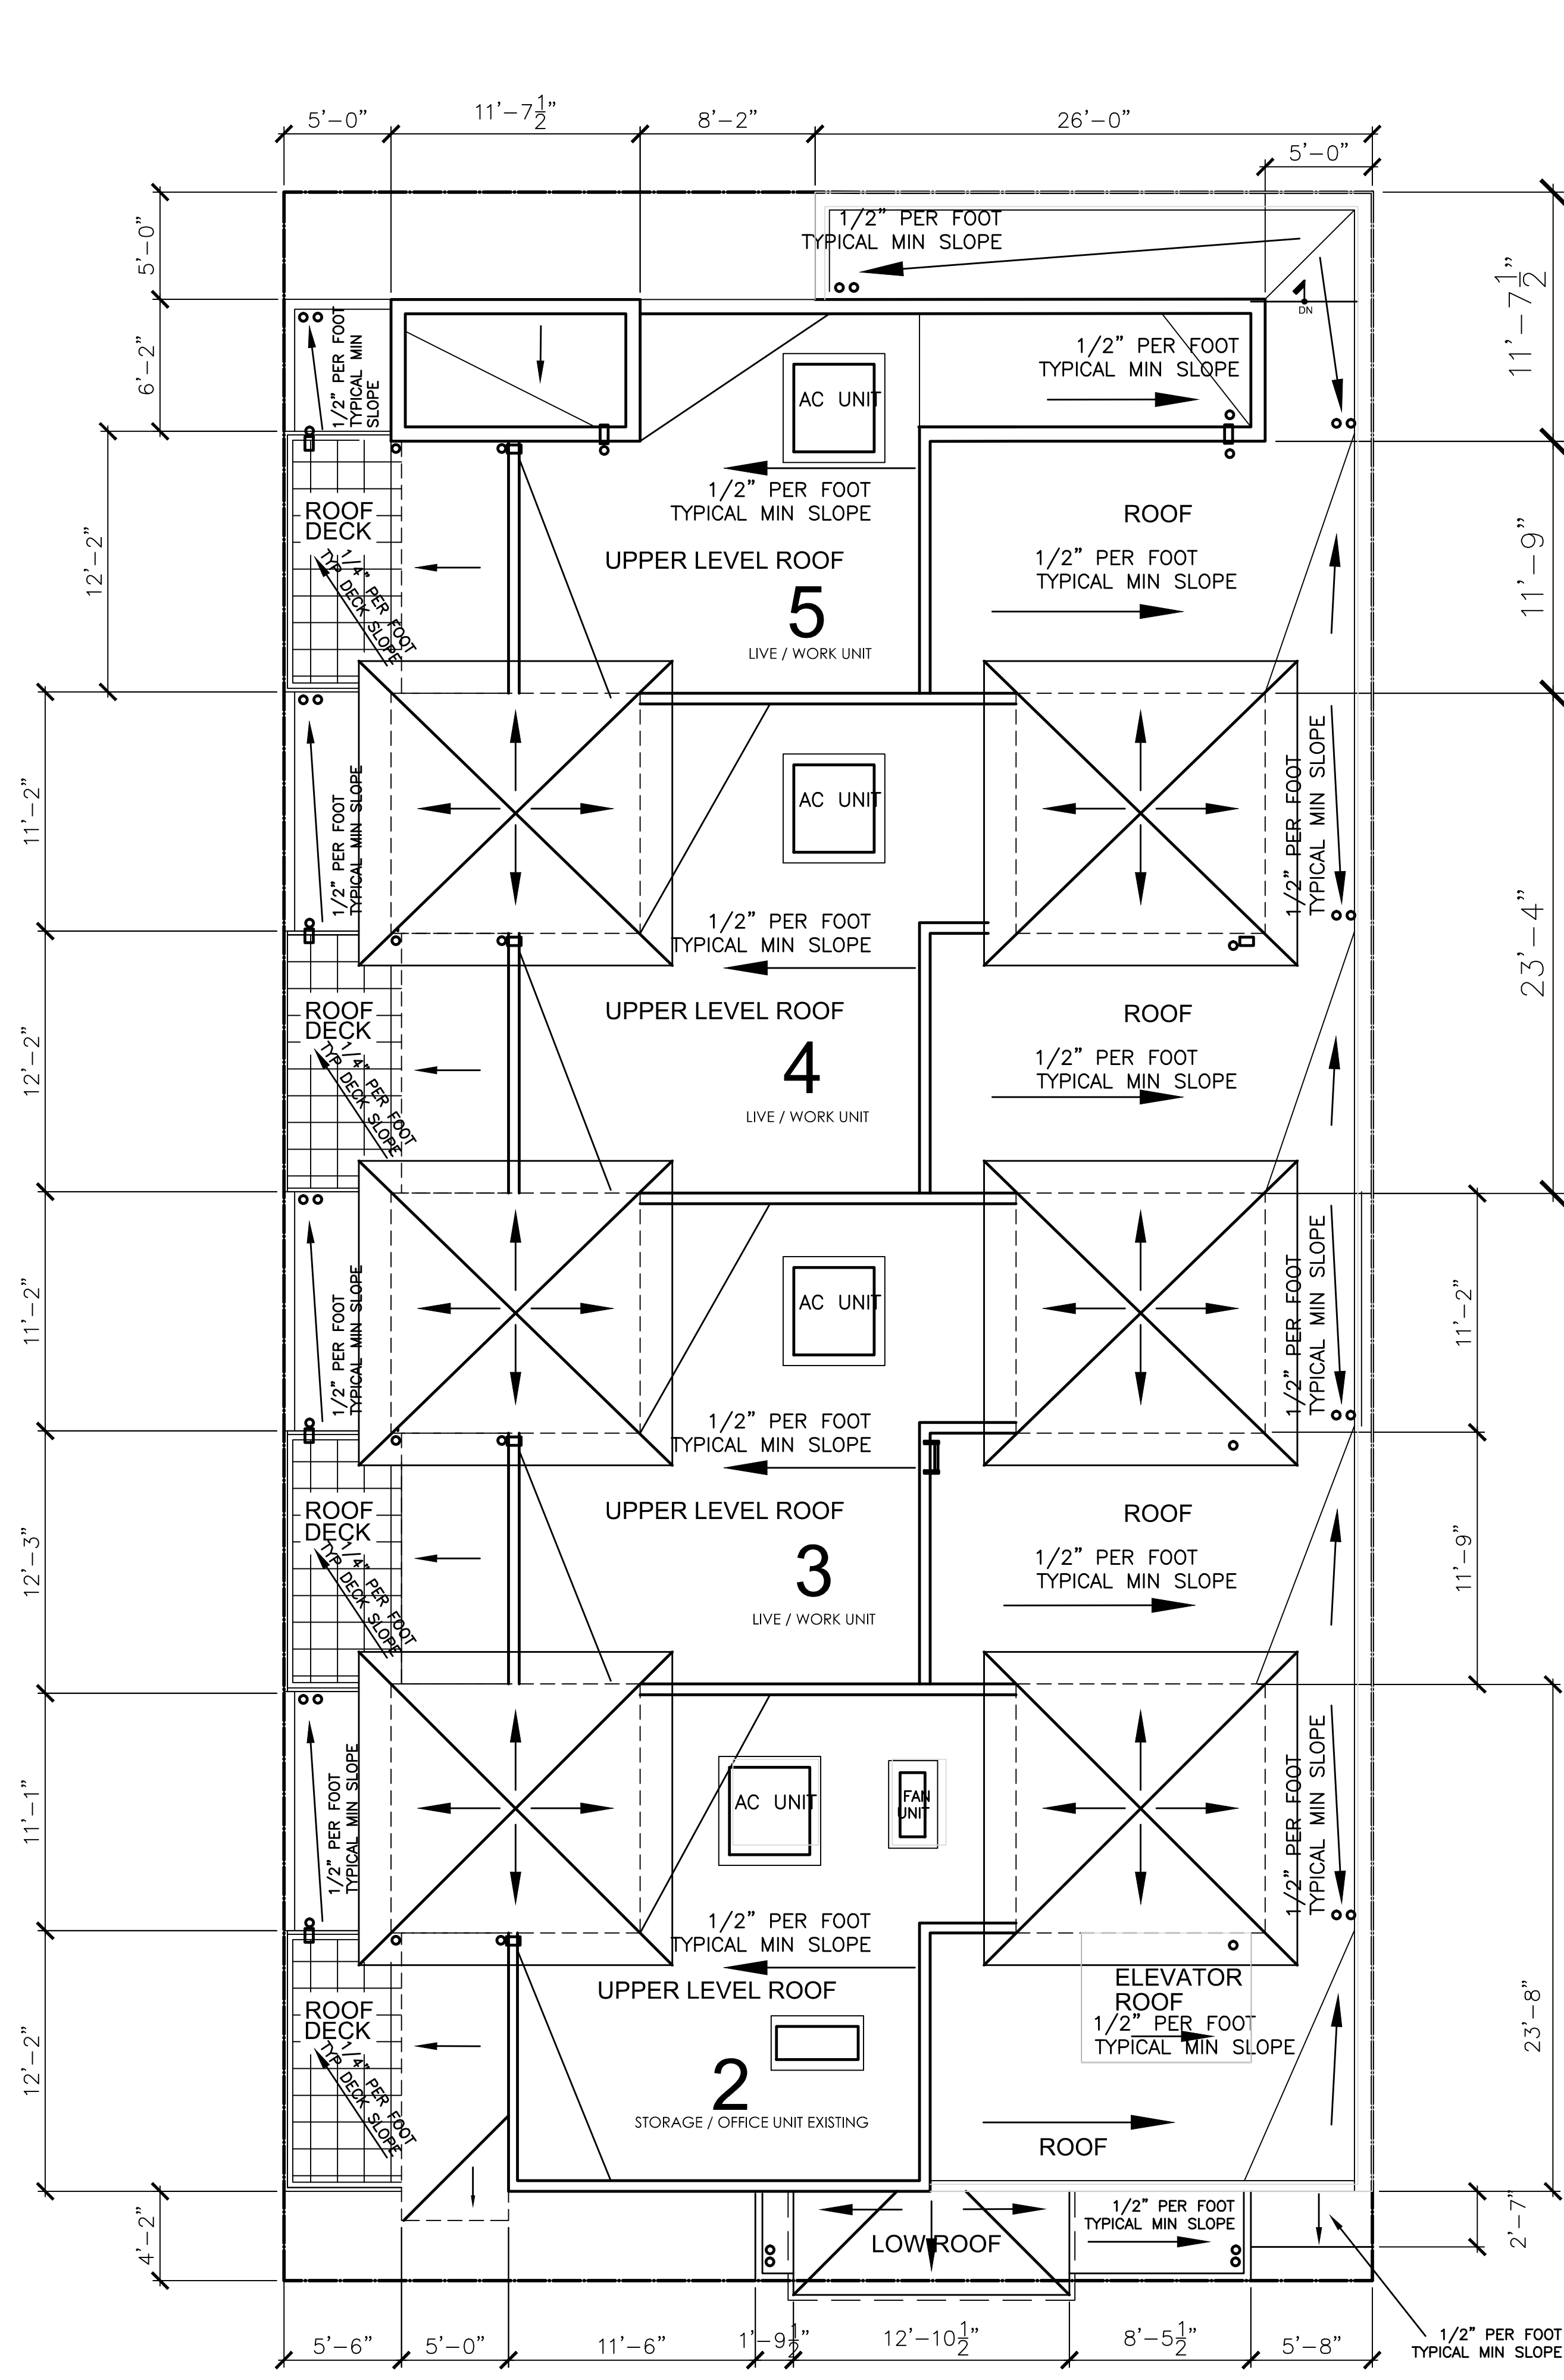 5'-0"
11'-7 1/2"
8'-2"
26'-0"
5'-0"
5'-0"
6'-2"
12'-2"
11'-2"
12'-2"
11'-2"
12'-3"
11'-1"
12'-2"
4'-2"
1/2" PER FOOT
TYPICAL MIN SLOPE
DN
1/2" PER FOOT
TYPICAL MIN
SLOPE
AC UNIT
1/2" PER FOOT
TYPICAL MIN SLOPE
1/2" PER FOOT
TYPICAL MIN SLOPE
ROOF
DECK
1/4" PER FOOT
TYP DECK SLOPE
UPPER LEVEL ROOF
5
LIVE / WORK UNIT
ROOF
1/2" PER FOOT
TYPICAL MIN SLOPE
1/2" PER FOOT
TYPICAL MIN SLOPE
AC UNIT
1/2" PER FOOT
TYPICAL MIN SLOPE
1/2" PER FOOT
TYPICAL MIN SLOPE
ROOF
DECK
1/4" PER FOOT
TYP DECK SLOPE
UPPER LEVEL ROOF
4
LIVE / WORK UNIT
ROOF
1/2" PER FOOT
TYPICAL MIN SLOPE
1/2" PER FOOT
TYPICAL MIN SLOPE
AC UNIT
1/2" PER FOOT
TYPICAL MIN SLOPE
1/2" PER FOOT
TYPICAL MIN SLOPE
ROOF
DECK
1/4" PER FOOT
TYP DECK SLOPE
UPPER LEVEL ROOF
3
LIVE / WORK UNIT
ROOF
1/2" PER FOOT
TYPICAL MIN SLOPE
1/2" PER FOOT
TYPICAL MIN SLOPE
AC UNIT
FAN
UNIT
1/2" PER FOOT
TYPICAL MIN SLOPE
1/2" PER FOOT
TYPICAL MIN SLOPE
ROOF
DECK
1/4" PER FOOT
TYP DECK SLOPE
UPPER LEVEL ROOF
2
STORAGE / OFFICE UNIT EXISTING
ELEVATOR
ROOF
1/2" PER FOOT
TYPICAL MIN SLOPE
ROOF
LOW ROOF
1/2" PER FOOT
TYPICAL MIN SLOPE
11'-7 1/2"
11'-9"
23'-4"
11'-2"
11'-9"
23'-8"
2'-7"
5'-6"
5'-0"
11'-6"
1'-9 1/2"
12'-10 1/2"
8'-5 1/2"
5'-8"
1/2" PER FOOT
TYPICAL MIN SLOPE